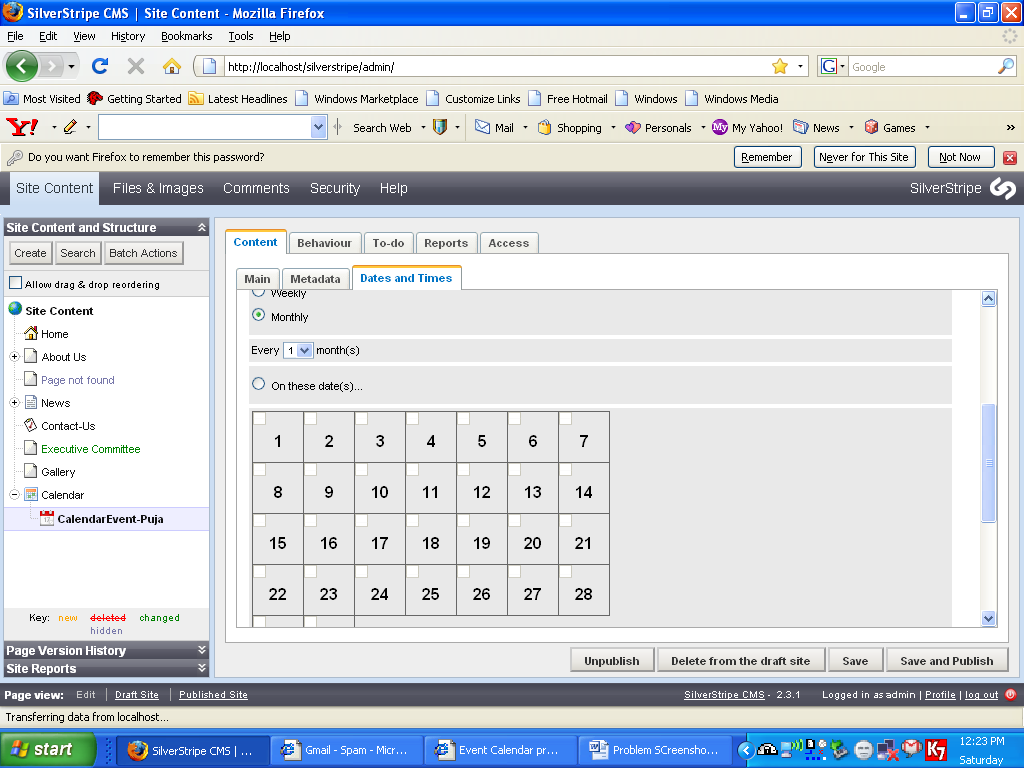 SilverStripe CMS | Site Content - Mozilla Firefox
File Edit View History Bookmarks Tools Help
http://localhost/silverstripe/admin/ G Google
Most Visited Getting Started Latest Headlines Windows Marketplace Customize Links Free Hotmail Windows Windows Media
Y! Search Web Mail Shopping Personals My Yahoo! News Games »
Do you want Firefox to remember this password? Remember Never for This Site Not Now
Site Content Files & Images Comments Security Help SilverStripe
Site Content and Structure
Create Search Batch Actions
Allow drag & drop reordering
Site Content
Home
About Us
Page not found
News
Contact-Us
Executive Committee
Gallery
Calendar
CalendarEvent-Puja
Key: new deleted changed
hidden
Page Version History
Site Reports
Content Behaviour To-do Reports Access
Main Metadata Dates and Times
Weekly
Monthly
Every 1 month(s)
On these date(s)...
1 2 3 4 5 6 7
8 9 10 11 12 13 14
15 16 17 18 19 20 21
22 23 24 25 26 27 28
Unpublish Delete from the draft site Save Save and Publish
Page view: Edit Draft Site Published Site SilverStripe CMS - 2.3.1 Logged in as admin | Profile | log out
Transferring data from localhost...
start SilverStripe CMS | ... Gmail - Spam - Micr... Event Calendar pr... Problem SCreensho... K7 12:23 PM
Saturday